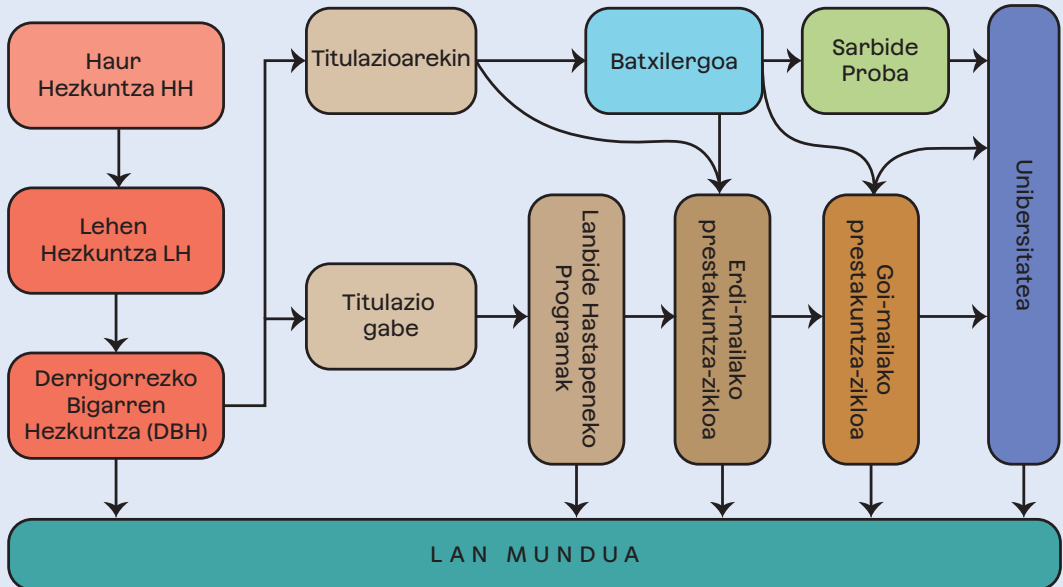 Haur
Hezkuntza HH
Lehen
Hezkuntza LH
Derrigorrezko
Bigarren
Hezkuntza (DBH)
Titulazioarekin
Titulazio
gabe
Batxilergoa
Sarbide
Proba
Lanbide Hastapeneko
Programak
Erdi-mailako
prestakuntza-zikloa
Goi-mailako
prestakuntza-zikloa
Unibersitatea
LAN MUNDUA